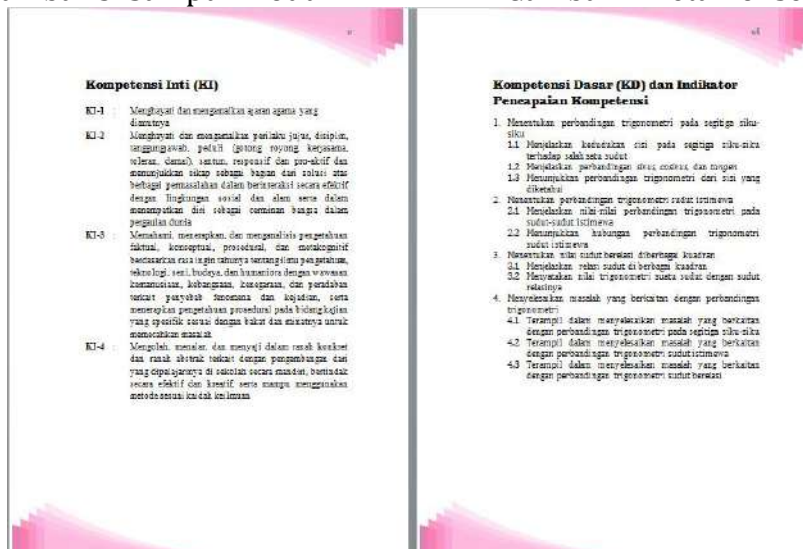 v
Kompetensi Inti (KI)
KI-1 : Menghayati dan mengamalkan ajaran agama yang
dianutnya
KI-2 : Menghayati dan mengamalkan perilaku jujur, disiplin,
tanggungjawab, peduli (gotong royong, kerjasama,
toleran, damai), santun, responsif dan pro-aktif dan
menunjukkan sikap sebagai bagian dari solusi atas
berbagai permasalahan dalam berinteraksi secara efektif
dengan lingkungan sosial dan alam serta dalam
menempatkan diri sebagai cerminan bangsa dalam
pergaulan dunia
KI-3 : Memahami, menerapkan, dan menganalisis pengetahuan
faktual, konseptual, prosedural, dan metakognitif
berdasarkan rasa ingin tahunya tentang ilmu pengetahuan,
teknologi, seni, budaya, dan humaniora dengan wawasan
kemanusiaan, kebangsaan, kenegaraan, dan peradaban
terkait penyebab fenomena dan kejadian, serta
menerapkan pengetahuan prosedural pada bidang kajian
yang spesifik sesuai dengan bakat dan minatnya untuk
memecahkan masalah
KI-4 : Mengolah, menalar, dan menyaji dalam ranah konkret
dan ranah abstrak terkait dengan pengembangan dari
yang dipelajarinya di sekolah secara mandiri, bertindak
secara efektif dan kreatif, serta mampu menggunakan
metoda sesuai kaidah keilmuan
vi
Kompetensi Dasar (KD) dan Indikator
Pencapaian Kompetensi
1. Menentukan perbandingan trigonometri pada segitiga siku-
siku
1.1 Menjelaskan kedudukan sisi pada segitiga siku-siku
terhadap salah satu sudut
1.2 Menjelaskan perbandingan sinus, cosinus, dan tangen
1.3 Menunjukkan perbandingan trigonometri dari sisi yang
diketahui
2. Menentukan perbandingan trigonometri sudut istimewa
2.1 Menjelaskan nilai-nilai perbandingan trigonometri pada
sudut-sudut istimewa
2.2 Menunjukkan hubungan perbandingan trigonometri
sudut istimewa
3. Menentukan nilai sudut berelasi diberbagai kuadran
3.1 Menjelaskan relasi sudut di berbagai kuadran
3.2 Menyatakan nilai trigonometri suatu sudut dengan sudut
relasinya
4. Menyelesaikan masalah yang berkaitan dengan perbandingan
trigonometri
4.1 Terampil dalam menyelesaikan masalah yang berkaitan
dengan perbandingan trigonometri pada segitiga siku-siku
4.2 Terampil dalam menyelesaikan masalah yang berkaitan
dengan perbandingan trigonometri sudut istimewa
4.3 Terampil dalam menyelesaikan masalah yang berkaitan
dengan perbandingan trigonometri sudut berelasi